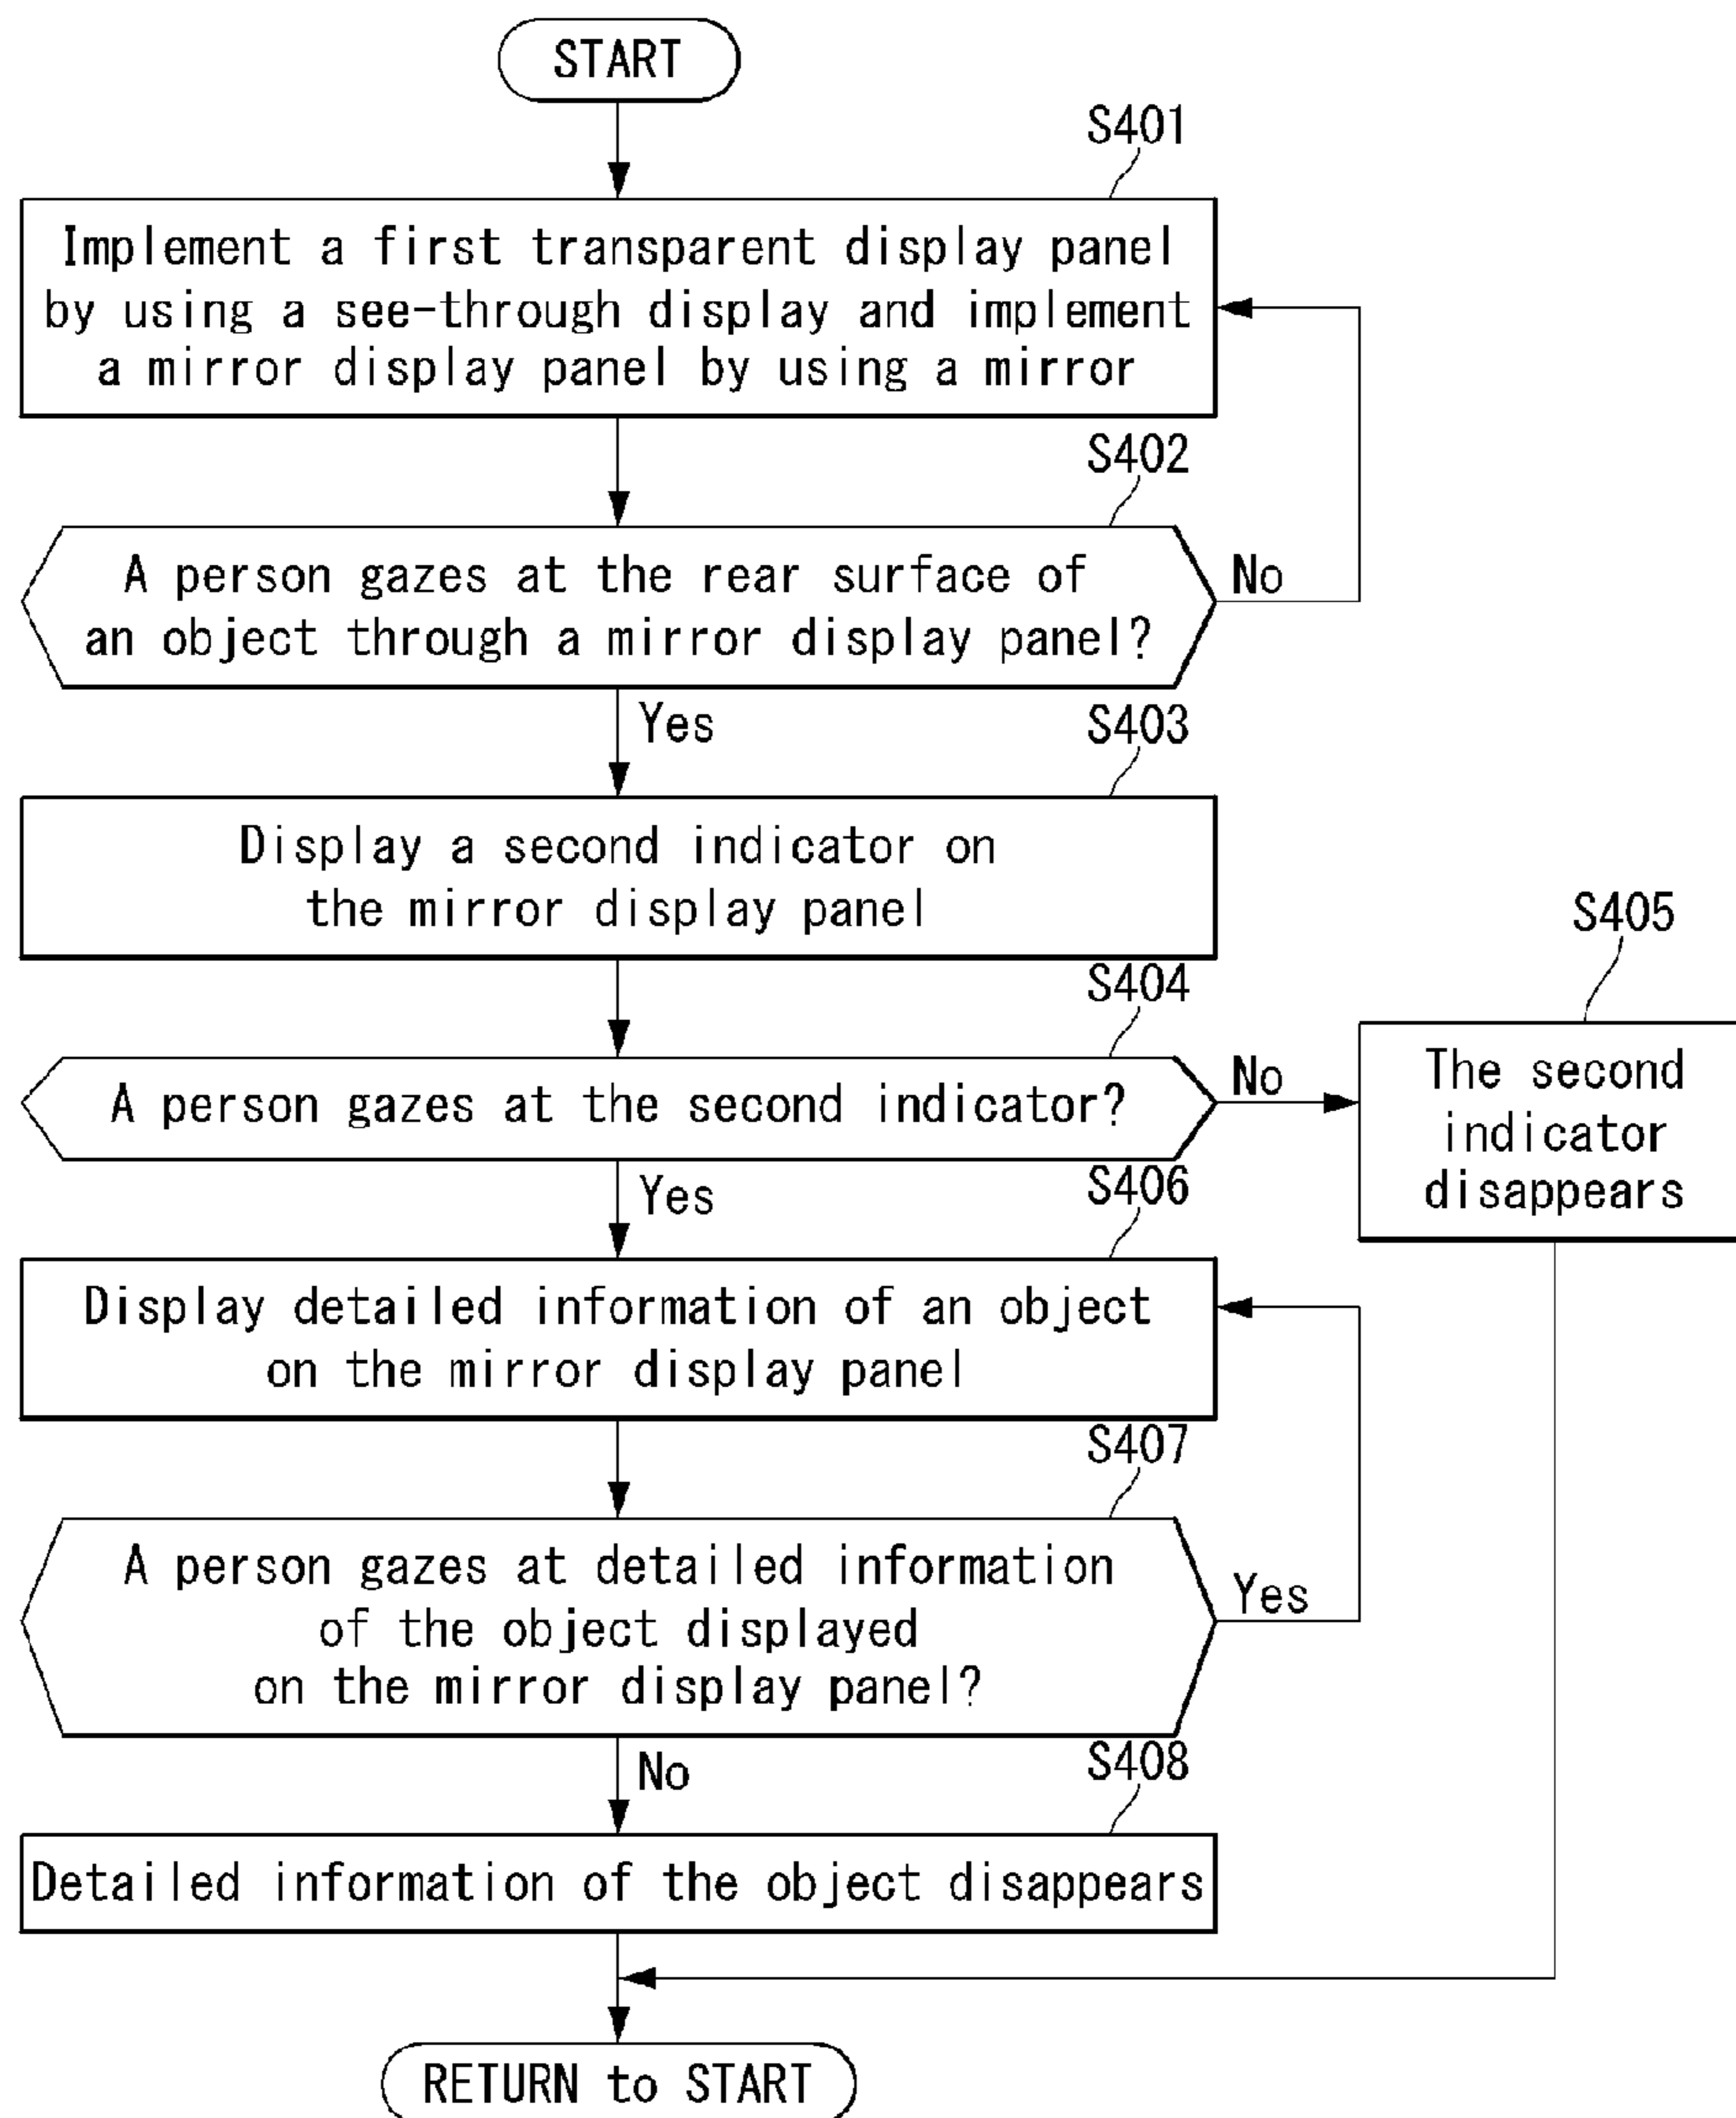 START
S401
Implement a first transparent display panel
by using a see-through display and implement
a mirror display panel by using a mirror
S402
A person gazes at the rear surface of
an object through a mirror display panel?
No
Yes
S403
Display a second indicator on
the mirror display panel
S404
A person gazes at the second indicator?
No
S405
The second
indicator
disappears
Yes
S406
Display detailed information of an object
on the mirror display panel
S407
A person gazes at detailed information
of the object displayed
on the mirror display panel?
Yes
No
S408
Detailed information of the object disappears
RETURN to START